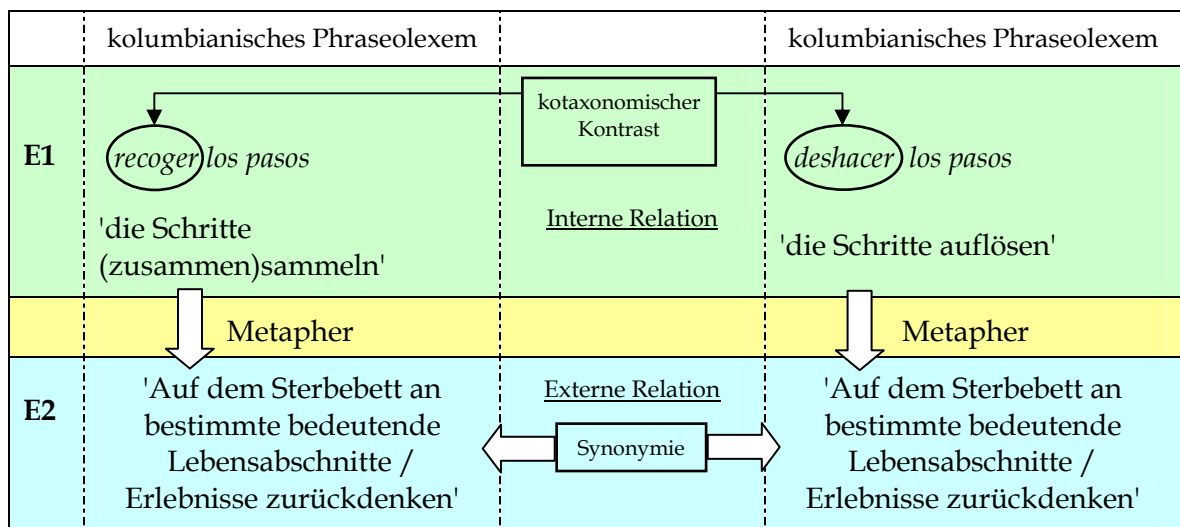 kolumbianisches Phraseolexem
kolumbianisches Phraseolexem
E1
kotaxonomischer
Kontrast
recoger los pasos
deshacer los pasos
Interne Relation
'die Schritte
(zusammen)sammeln'
'die Schritte auflösen'
Metapher
Metapher
E2
'Auf dem Sterbebett an
bestimmte bedeutende
Lebensabschnitte /
Erlebnisse zurückdenken'
Externe Relation
Synonymie
'Auf dem Sterbebett an
bestimmte bedeutende
Lebensabschnitte /
Erlebnisse zurückdenken'